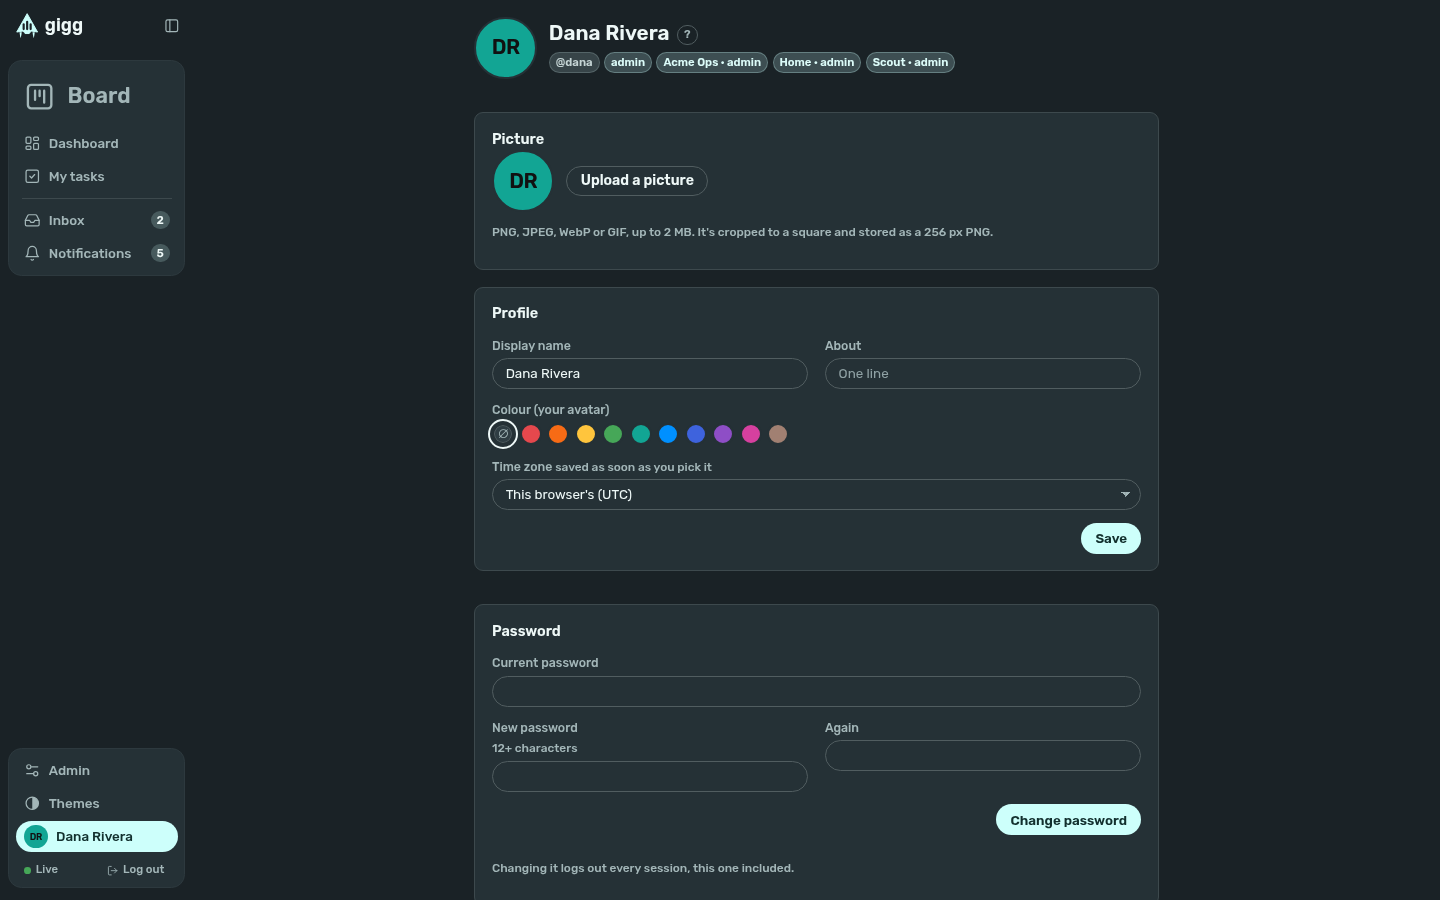 gigg
Board
Dashboard
My tasks
Inbox 2
Notifications 5
Admin
Themes
DR Dana Rivera
Live Log out
DR
Dana Rivera ?
@dana admin Acme Ops • admin Home • admin Scout • admin
Picture
DR
Upload a picture
PNG, JPEG, WebP or GIF, up to 2 MB. It's cropped to a square and stored as a 256 px PNG.
Profile
Display name About
Dana Rivera One line
Colour (your avatar)
Time zone saved as soon as you pick it
This browser's (UTC)
Save
Password
Current password
New password Again
12+ characters
Change password
Changing it logs out every session, this one included.